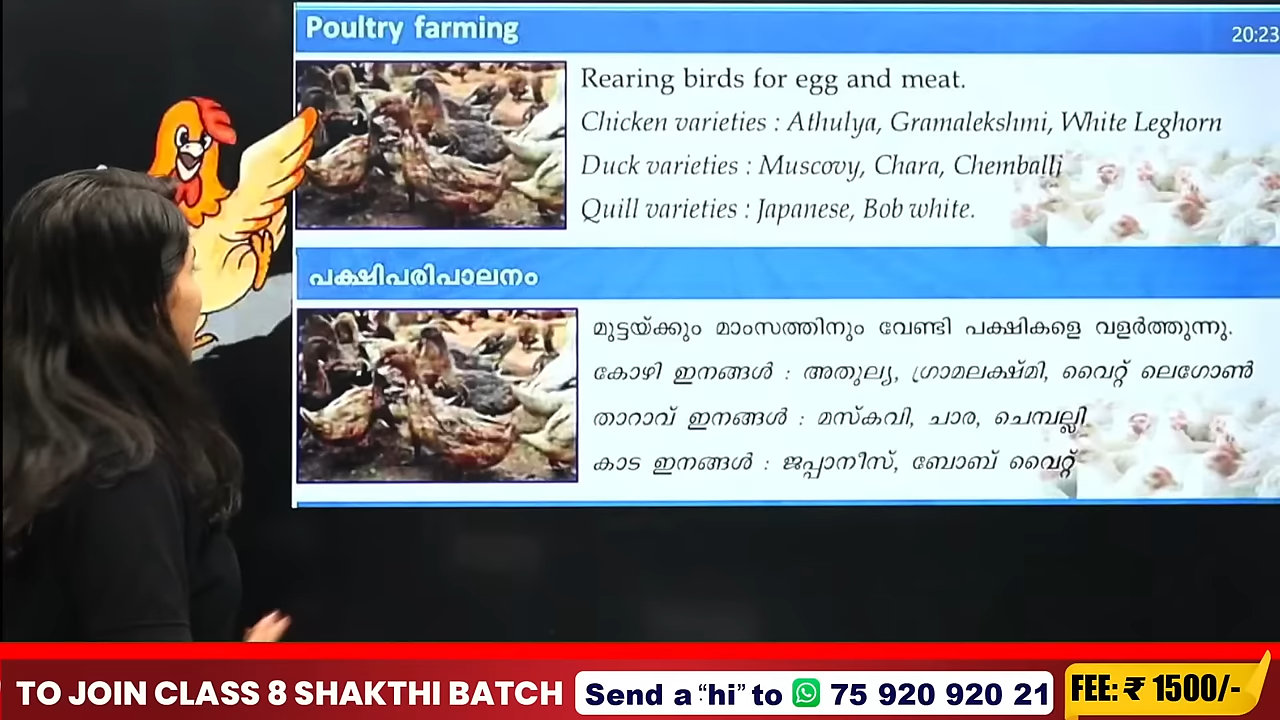 Poultry farming
20:23
Rearing birds for egg and meat.
Chicken varieties : Athulya, Gramalekshmi, White Leghorn
Duck varieties : Muscovy, Chara, Chemballi
Quill varieties : Japanese, Bob white.
പക്ഷിപരിപാലനം
മുട്ടയ്ക്കും മാംസത്തിനും വേണ്ടി പക്ഷികളെ വളർത്തുന്നു.
കോഴി ഇനങ്ങൾ : അതുല്യ, ഗ്രാമലക്ഷ്മി, വൈറ്റ് ലെഗോൺ
താറാവ് ഇനങ്ങൾ : മസ്കവി, ചാര, ചെമ്പല്ലി
കാട ഇനങ്ങൾ : ജപ്പാനീസ്, ബോബ് വൈറ്റ്
TO JOIN CLASS 8 SHAKTHI BATCH
Send a “hi” to 75 920 920 21
FEE: ₹ 1500/-